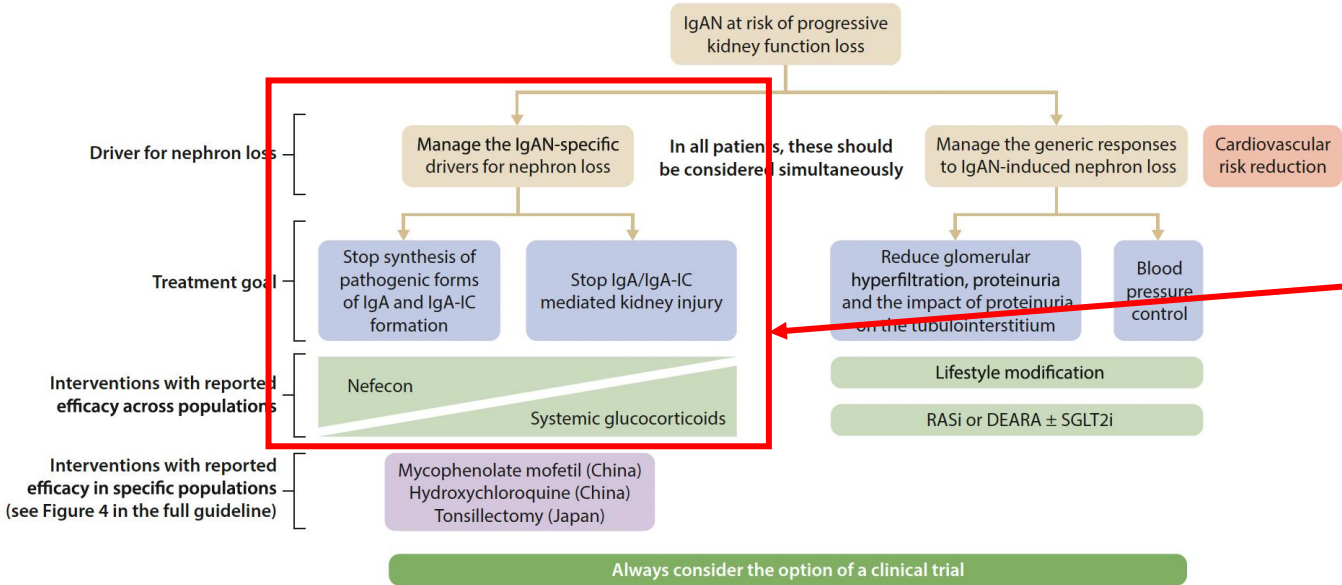 IgAN at risk of progressive
kidney function loss
Driver for nephron loss
Manage the IgAN-specific
drivers for nephron loss
In all patients, these should
be considered simultaneously
Manage the generic responses
to IgAN-induced nephron loss
Cardiovascular
risk reduction
Treatment goal
Stop synthesis of
pathogenic forms
of IgA and IgA-IC
formation
Stop IgA/IgA-IC
mediated kidney injury
Reduce glomerular
hyperfiltration, proteinuria
and the impact of proteinuria
on the tubulointerstitium
Blood
pressure
control
Interventions with reported
efficacy across populations
Nefecon
Systemic glucocorticoids
Lifestyle modification
RASi or DEARA ± SGLT2i
Interventions with reported
efficacy in specific populations
(see Figure 4 in the full guideline)
Mycophenolate mofetil (China)
Hydroxychloroquine (China)
Tonsillectomy (Japan)
Always consider the option of a clinical trial